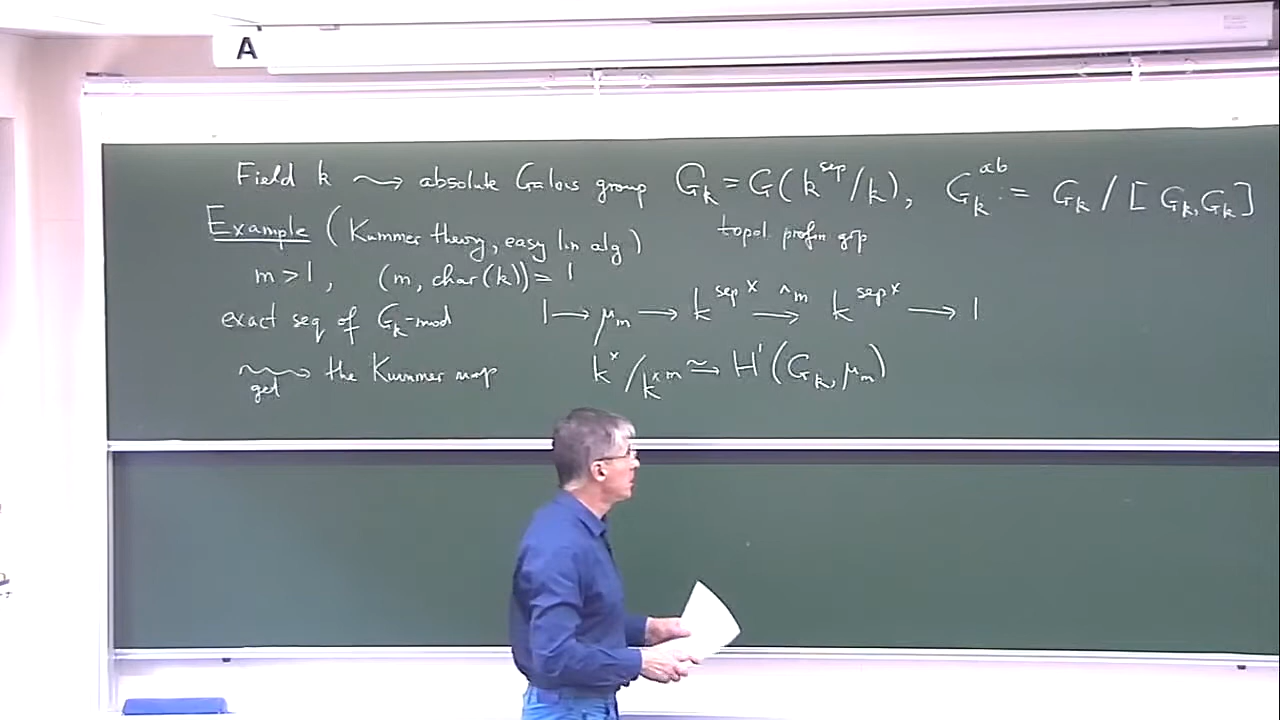 A
Field k ⇝ absolute Galois group G_k = G(k^sep/k), G_k^ab := G_k / [G_k, G_k]
topol. profin grp
Example (Kummer theory, easy lin alg)
m > 1, (m, char(k)) = 1
exact seq of G_k-mod 1 → μ_m → k^sep× →^{^m} k^sep× → 1
⇝ get the Kummer map k^× / k^×m ⥲ H^1(G_k, μ_m)